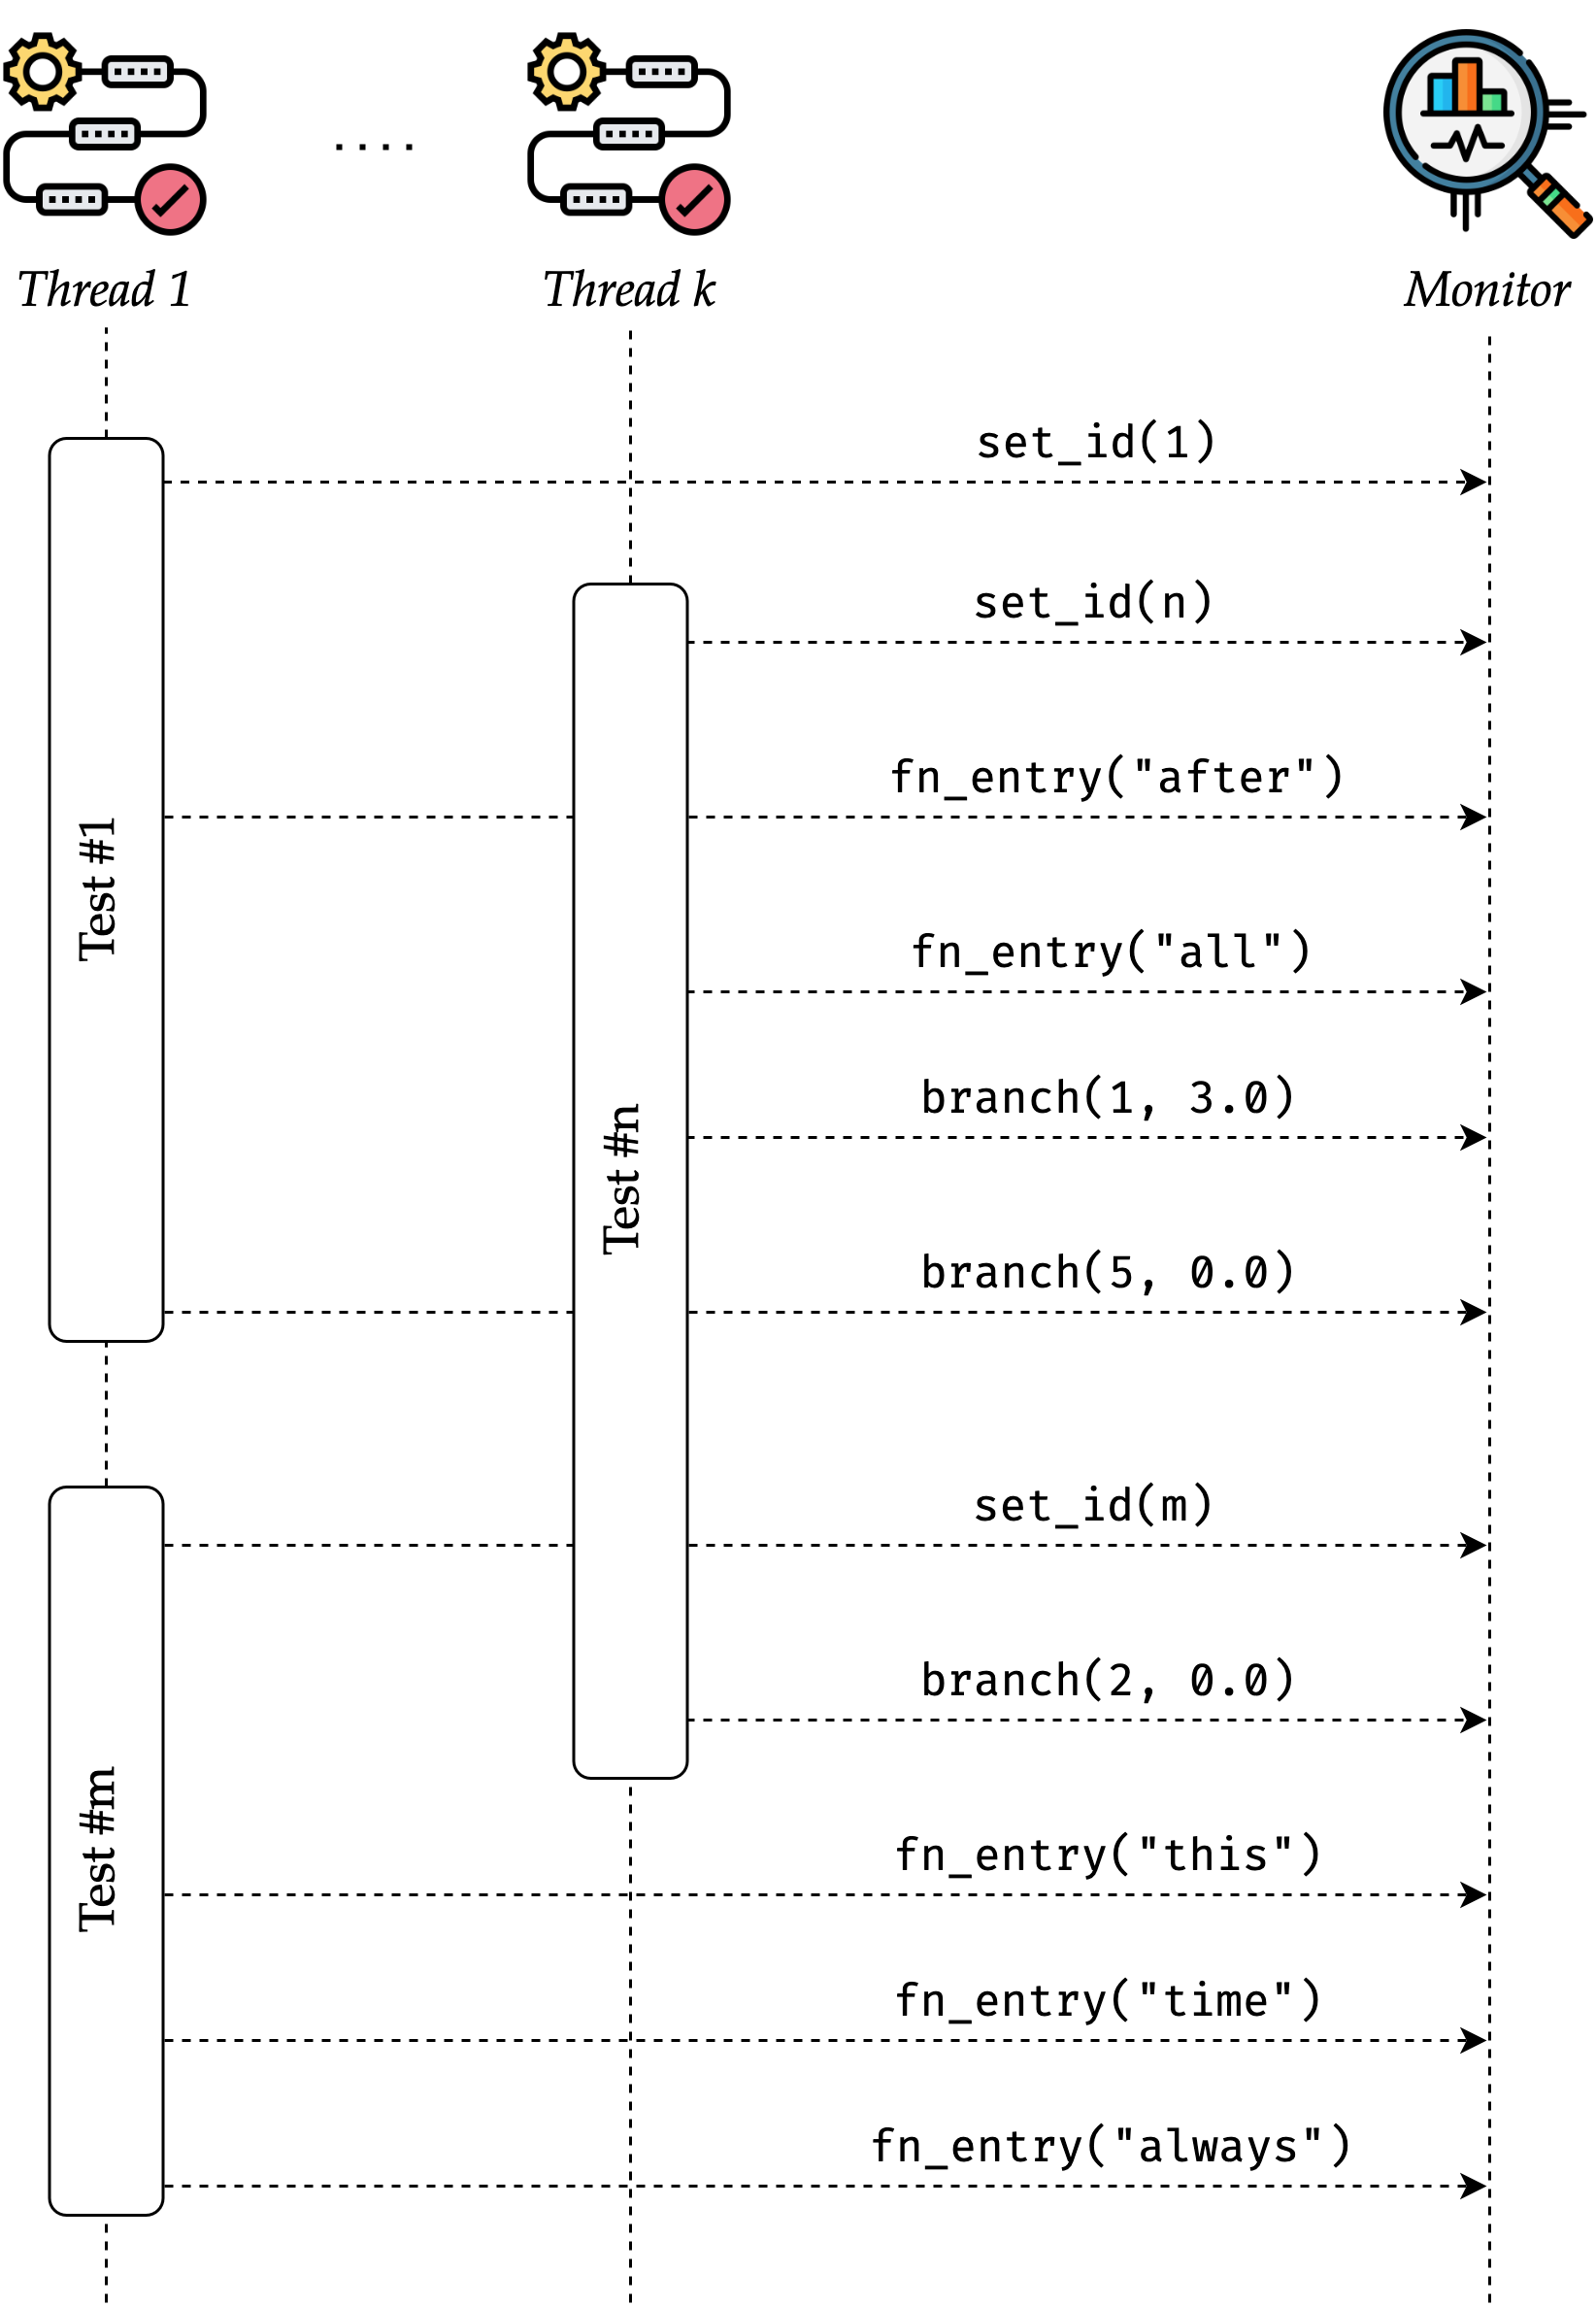 Thread 1
....
Thread k
Monitor
set_id(1)
set_id(n)
fn_entry("after")
Test #1
fn_entry("all")
branch(1, 3.0)
Test #n
branch(5, 0.0)
set_id(m)
branch(2, 0.0)
Test #m
fn_entry("this")
fn_entry("time")
fn_entry("always")